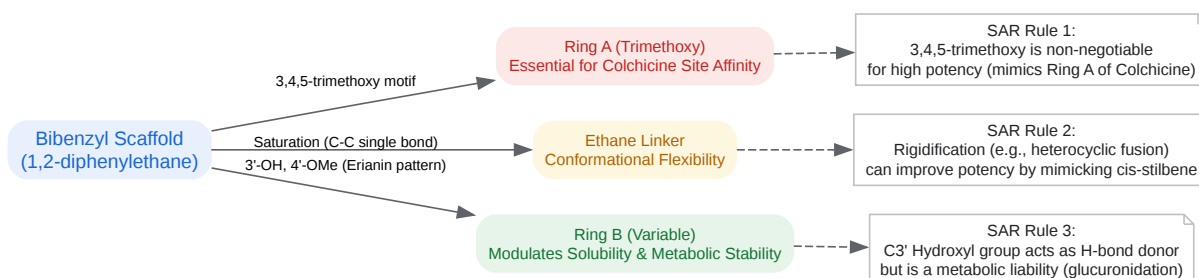 Bibenzyl Scaffold
(1,2-diphenylethane)
3,4,5-trimethoxy motif
Saturation (C-C single bond)
3'-OH, 4'-OMe (Erianin pattern)
Ring A (Trimethoxy)
Essential for Colchicine Site Affinity
Ethane Linker
Conformational Flexibility
Ring B (Variable)
Modulates Solubility & Metabolic Stability
SAR Rule 1:
3,4,5-trimethoxy is non-negotiable
for high potency (mimics Ring A of Colchicine)
SAR Rule 2:
Rigidification (e.g., heterocyclic fusion)
can improve potency by mimicking cis-stilbene
SAR Rule 3:
C3' Hydroxyl group acts as H-bond donor
but is a metabolic liability (glucuronidation)